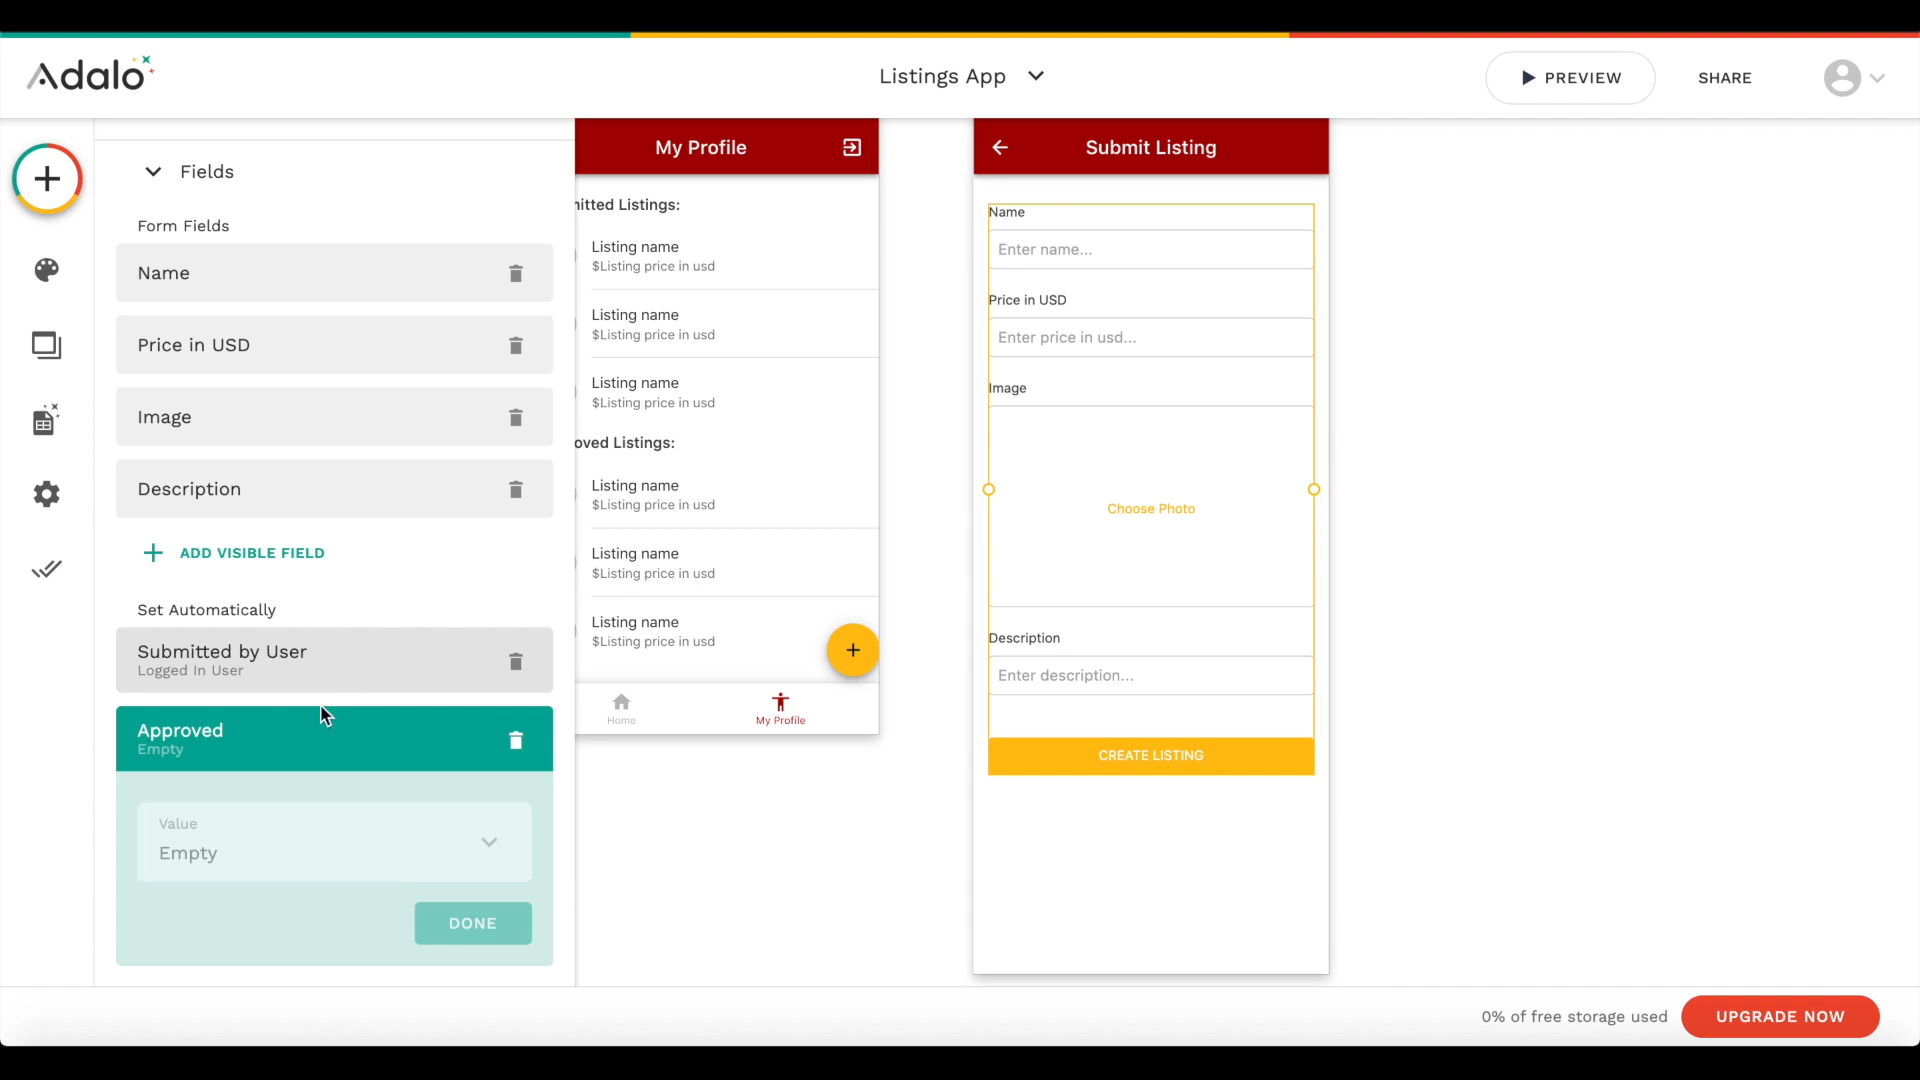 Adalo
Listings App
PREVIEW
SHARE
Fields
Form Fields
Name
Price in USD
Image
Description
ADD VISIBLE FIELD
Set Automatically
Submitted by User
Logged In User
Approved
Empty
Value
Empty
DONE
My Profile
nitted Listings:
Listing name
$Listing price in usd
Listing name
$Listing price in usd
Listing name
$Listing price in usd
oved Listings:
Listing name
$Listing price in usd
Listing name
$Listing price in usd
Listing name
$Listing price in usd
Home
My Profile
Submit Listing
Name
Enter name...
Price in USD
Enter price in usd...
Image
Choose Photo
Description
Enter description...
CREATE LISTING
0% of free storage used
UPGRADE NOW